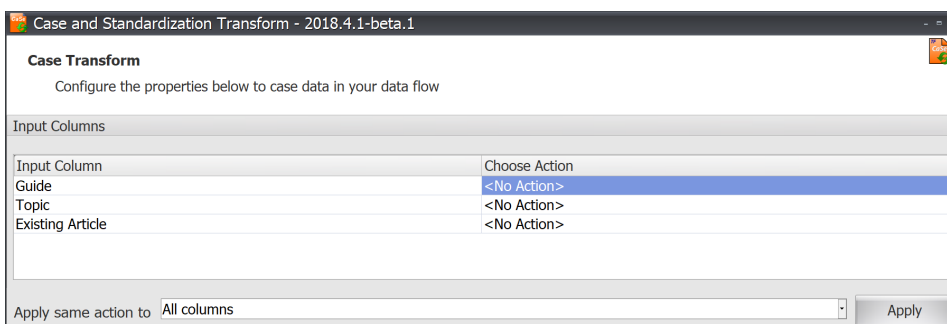 Case and Standardization Transform - 2018.4.1-beta.1
Case Transform
Configure the properties below to case data in your data flow
Input Columns
Input Column Choose Action
Guide <No Action>
Topic <No Action>
Existing Article <No Action>
Apply same action to All columns Apply